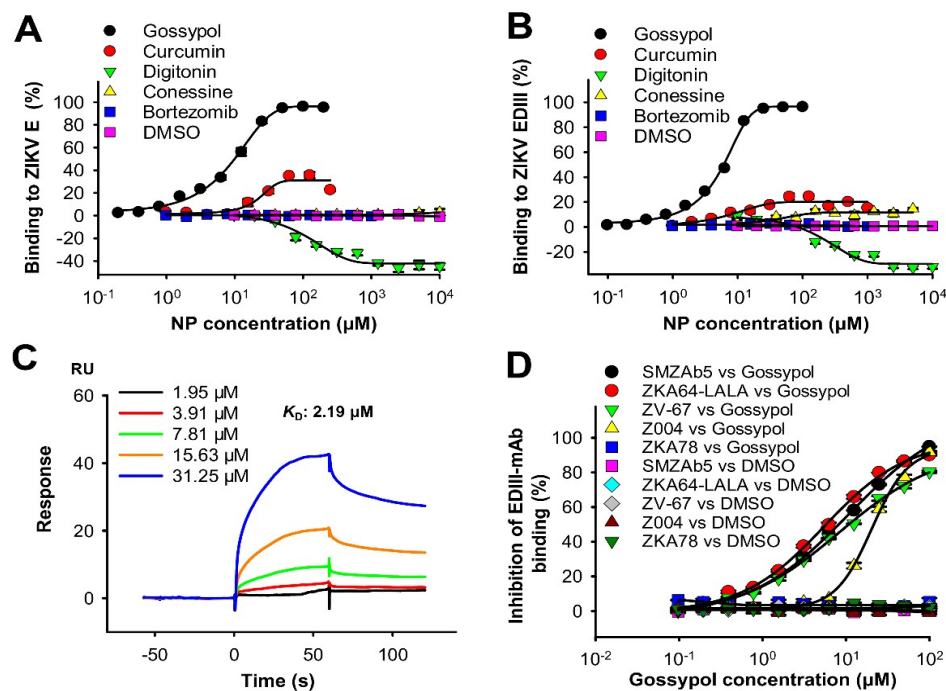 A
Gossypol
Curcumin
Digitonin
Conessine
Bortezomib
DMSO
Binding to ZIKV E (%)
100
80
60
40
20
0
-20
-40
10-1 10⁰ 10¹ 10² 10³ 10⁴
NP concentration (µM)
B
Gossypol
Curcumin
Digitonin
Conessine
Bortezomib
DMSO
Binding to ZIKV EDIII (%)
100
80
60
40
20
0
-20
10-1 10⁰ 10¹ 10² 10³ 10⁴
NP concentration (µM)
C
RU
60
40
20
0
Response
1.95 µM
3.91 µM
7.81 µM
15.63 µM
31.25 µM
KD: 2.19 µM
-50 0 50 100
Time (s)
D
SMZAb5 vs Gossypol
ZKA64-LALA vs Gossypol
ZV-67 vs Gossypol
Z004 vs Gossypol
ZKA78 vs Gossypol
SMZAb5 vs DMSO
ZKA64-LALA vs DMSO
ZV-67 vs DMSO
Z004 vs DMSO
ZKA78 vs DMSO
Inhibition of EDIII-mAb
binding (%)
100
80
60
40
20
0
10-2 10-1 10⁰ 10¹ 10²
Gossypol concentration (µM)